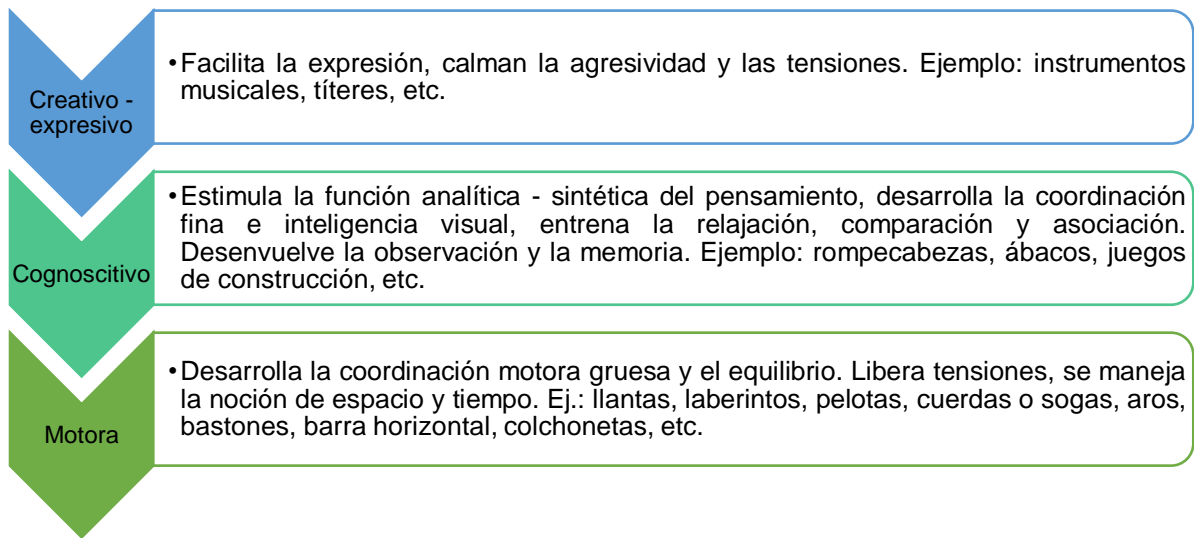 Creativo -
expresivo
•Facilita la expresión, calman la agresividad y las tensiones. Ejemplo: instrumentos
musicales, títeres, etc.
Cognoscitivo
•Estimula la función analítica - sintética del pensamiento, desarrolla la coordinación
fina e inteligencia visual, entrena la relajación, comparación y asociación.
Desenvuelve la observación y la memoria. Ejemplo: rompecabezas, ábacos, juegos
de construcción, etc.
Motora
•Desarrolla la coordinación motora gruesa y el equilibrio. Libera tensiones, se maneja
la noción de espacio y tiempo. Ej.: llantas, laberintos, pelotas, cuerdas o sogas, aros,
bastones, barra horizontal, colchonetas, etc.